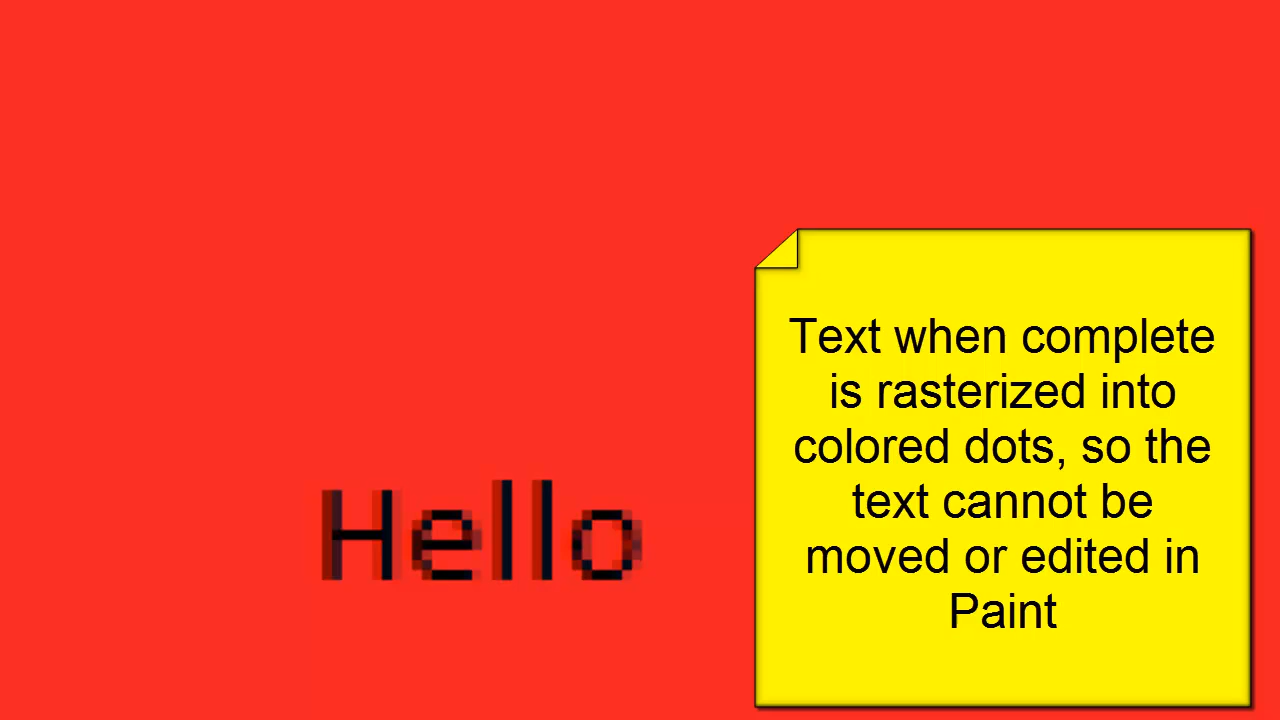 Hello
Text when complete
is rasterized into
colored dots, so the
text cannot be
moved or edited in
Paint